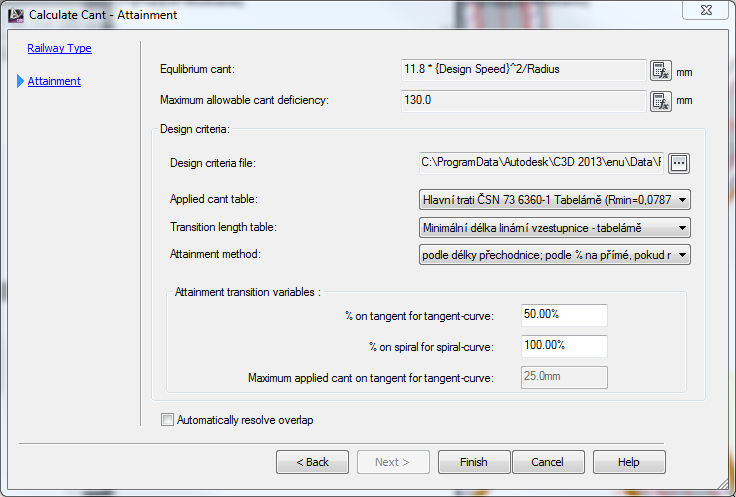 Calculate Cant - Attainment
Railway Type
Attainment
Equlibrium cant:
11.8 * {Design Speed}^2/Radius
mm
Maximum allowable cant deficiency:
130.0
mm
Design criteria:
Design criteria file:
C:\ProgramData\Autodesk\C3D 2013\enu\Data\F
...
Applied cant table:
Hlavní trati ČSN 73 6360-1 Tabelárně (Rmin=0,0787
Transition length table:
Minimální délka linární vzestupnice - tabelárně
Attainment method:
podle délky přechodnice; podle % na přímé, pokud r
Attainment transition variables :
% on tangent for tangent-curve:
50.00%
% on spiral for spiral-curve:
100.00%
Maximum applied cant on tangent for tangent-curve:
25.0mm
Automatically resolve overlap
< Back
Next >
Finish
Cancel
Help